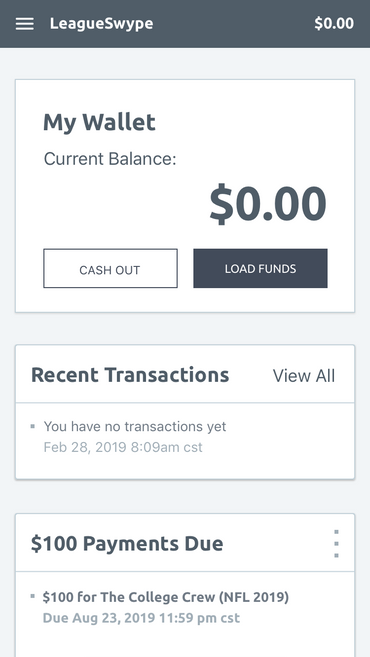 LeagueSwype $0.00
My Wallet
Current Balance:
$0.00
CASH OUT LOAD FUNDS
Recent Transactions View All
You have no transactions yet
Feb 28, 2019 8:09am cst
$100 Payments Due
$100 for The College Crew (NFL 2019)
Due Aug 23, 2019 11:59 pm cst